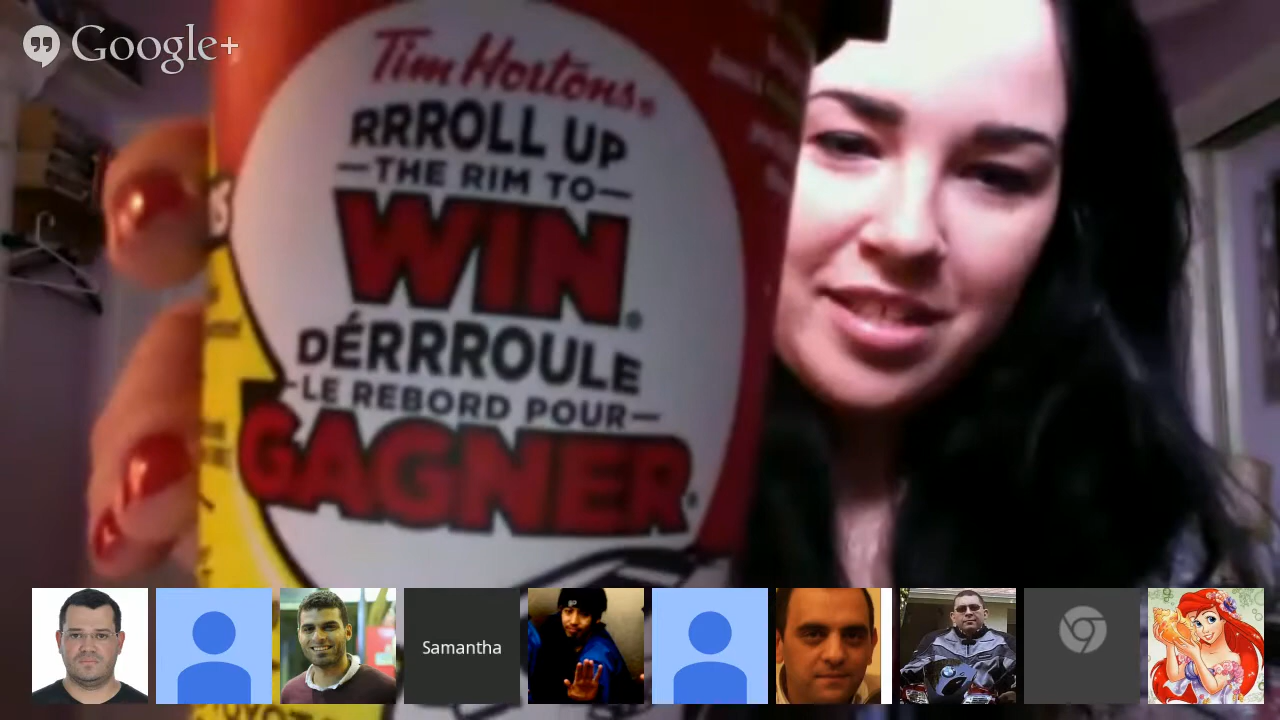 Google+
Tim Hortons®
RRROLL UP
—THE RIM TO—
WIN®
DÉRRROULE
—LE REBORD POUR—
GAGNER
Samantha